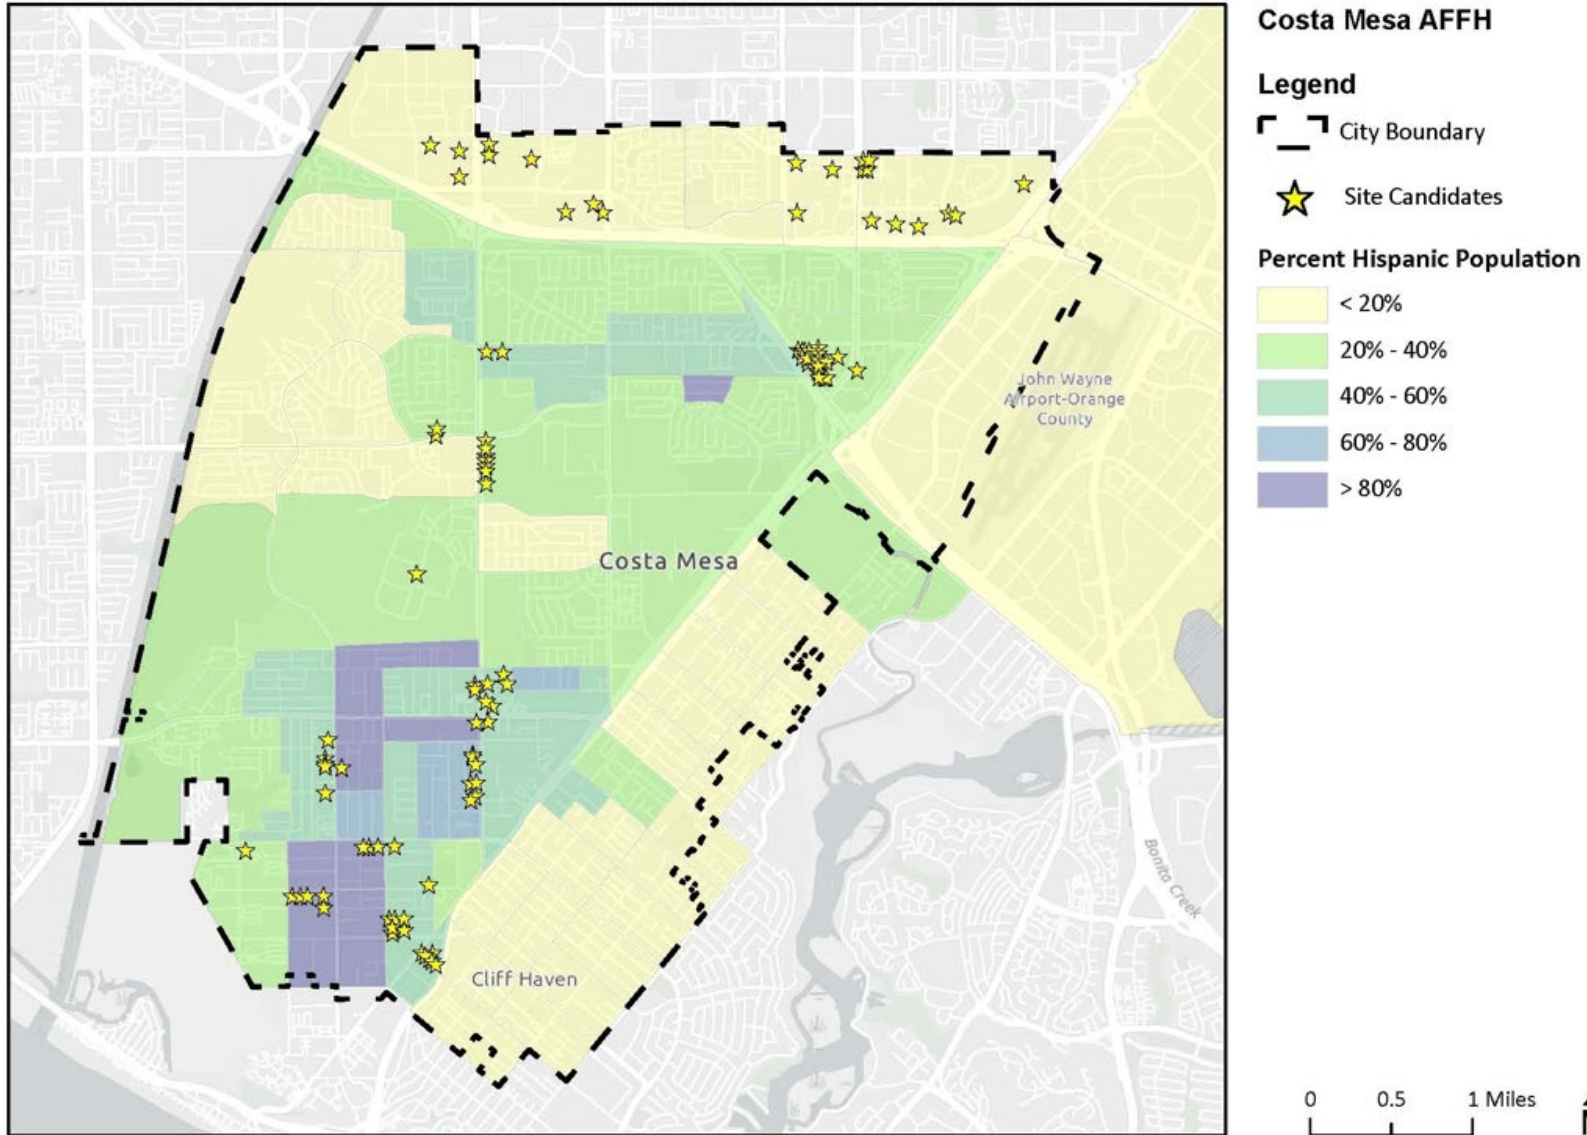 Costa Mesa AFFH
Legend
City Boundary
Site Candidates
Percent Hispanic Population
< 20%
20% - 40%
40% - 60%
60% - 80%
> 80%
John Wayne
Airport-Orange
County
Costa Mesa
Bonita Creek
Cliff Haven
0 0.5 1 Miles